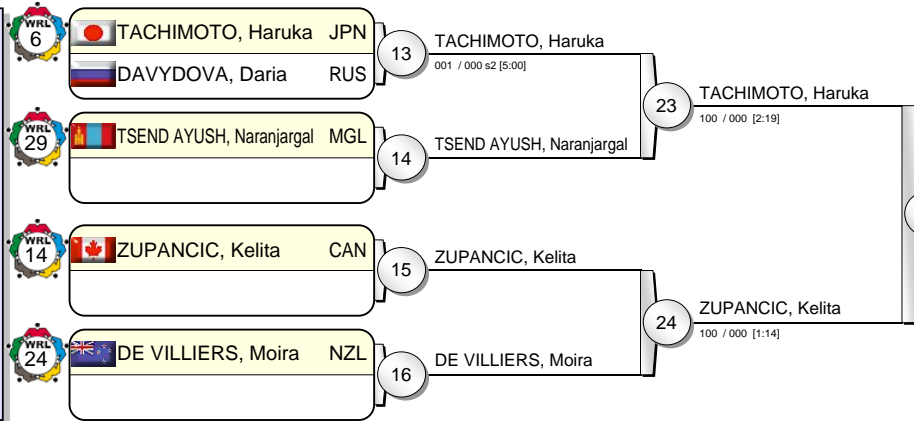 WRL
6
TACHIMOTO, Haruka JPN
DAVYDOVA, Daria RUS
13
TACHIMOTO, Haruka
001 / 000 s2 [5:00]
WRL
29
TSEND AYUSH, Naranjargal MGL
14
TSEND AYUSH, Naranjargal
23
TACHIMOTO, Haruka
100 / 000 [2:19]
WRL
14
ZUPANCIC, Kelita CAN
15
ZUPANCIC, Kelita
WRL
24
DE VILLIERS, Moira NZL
16
DE VILLIERS, Moira
24
ZUPANCIC, Kelita
100 / 000 [1:14]